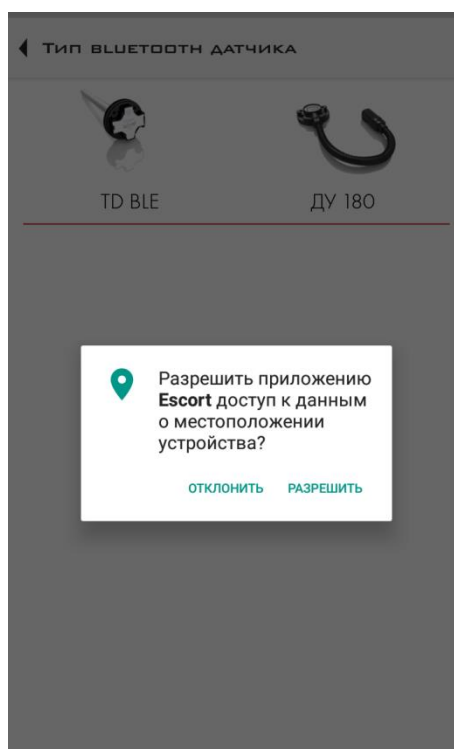 Тип bluetooth датчика
TD BLE
ДУ 180
Разрешить приложению
Escort доступ к данным
о местоположении
устройства?
ОТКЛОНИТЬ
РАЗРЕШИТЬ